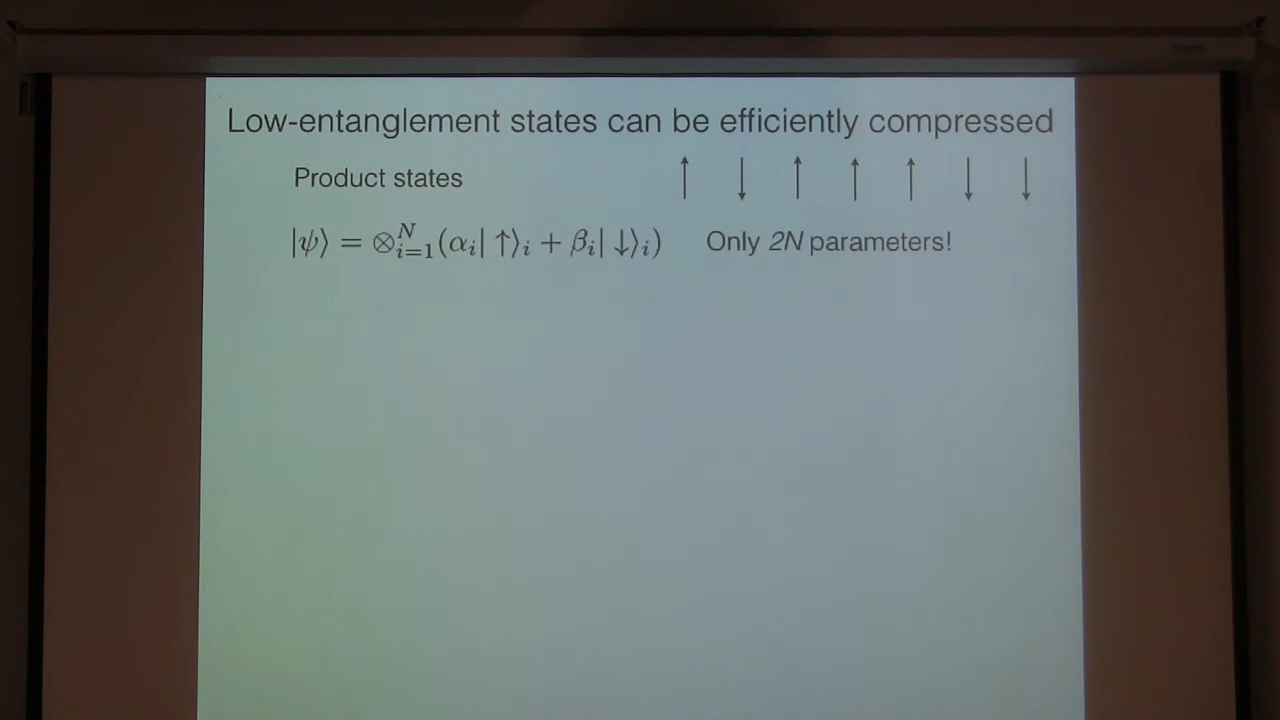 Low-entanglement states can be efficiently compressed
Product states ↑ ↓ ↑ ↑ ↑ ↓ ↓
|ψ⟩ = ⊗_{i=1}^{N}(α_i| ↑⟩_i + β_i| ↓⟩_i) Only 2N parameters!